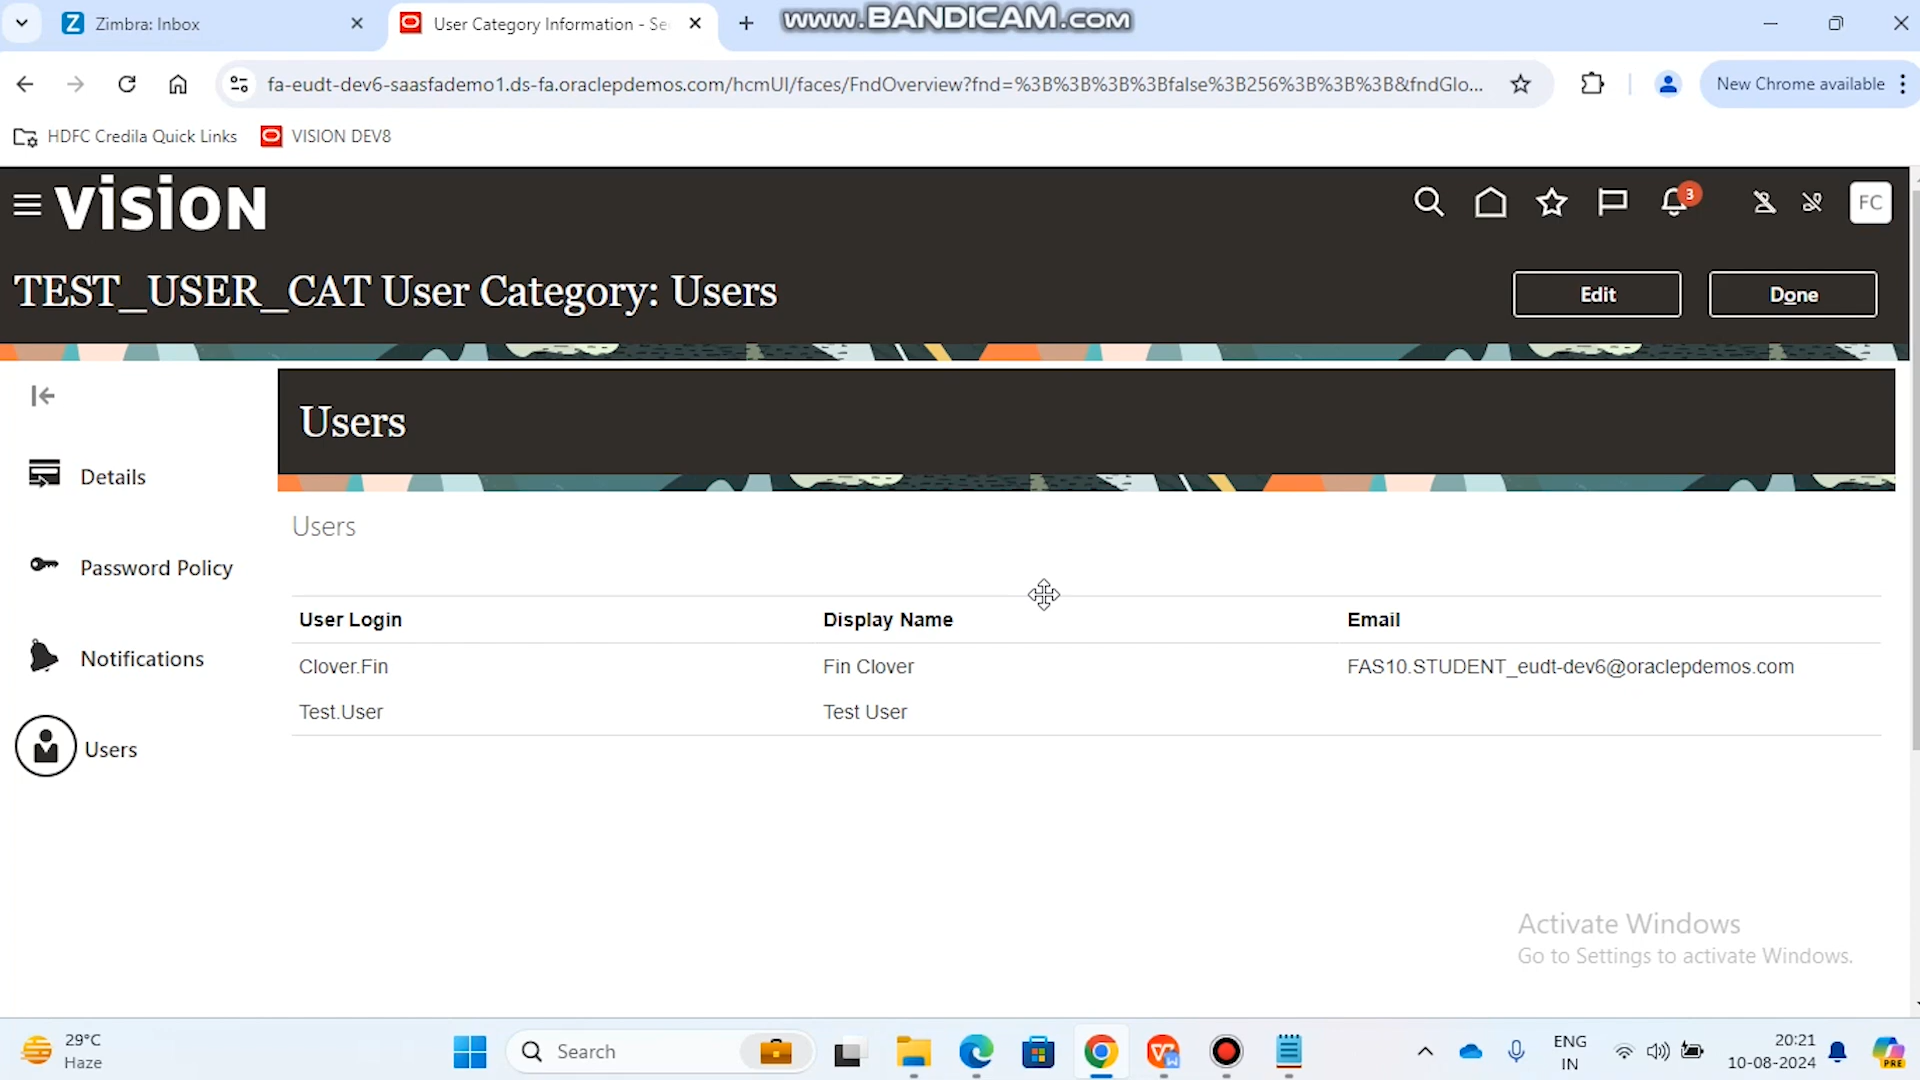 Zimbra: Inbox
User Category Information - Se
www.BANDICAM.com
fa-eudt-dev6-saasfademo1.ds-fa.oraclepdemos.com/hcmUI/faces/FndOverview?fnd=%3B%3B%3B%3Bfalse%3B256%3B%3B%3B&fndGlo...
New Chrome available
HDFC Credila Quick Links
VISION DEV8
VISION
3
FC
TEST_USER_CAT User Category: Users
Edit
Done
Users
Details
Password Policy
Notifications
Users
Users
User Login Display Name Email
Clover.Fin Fin Clover FAS10.STUDENT_eudt-dev6@oraclepdemos.com
Test.User Test User
Activate Windows
Go to Settings to activate Windows.
29°C
Haze
Search
ENG
IN
20:21
10-08-2024
PRE